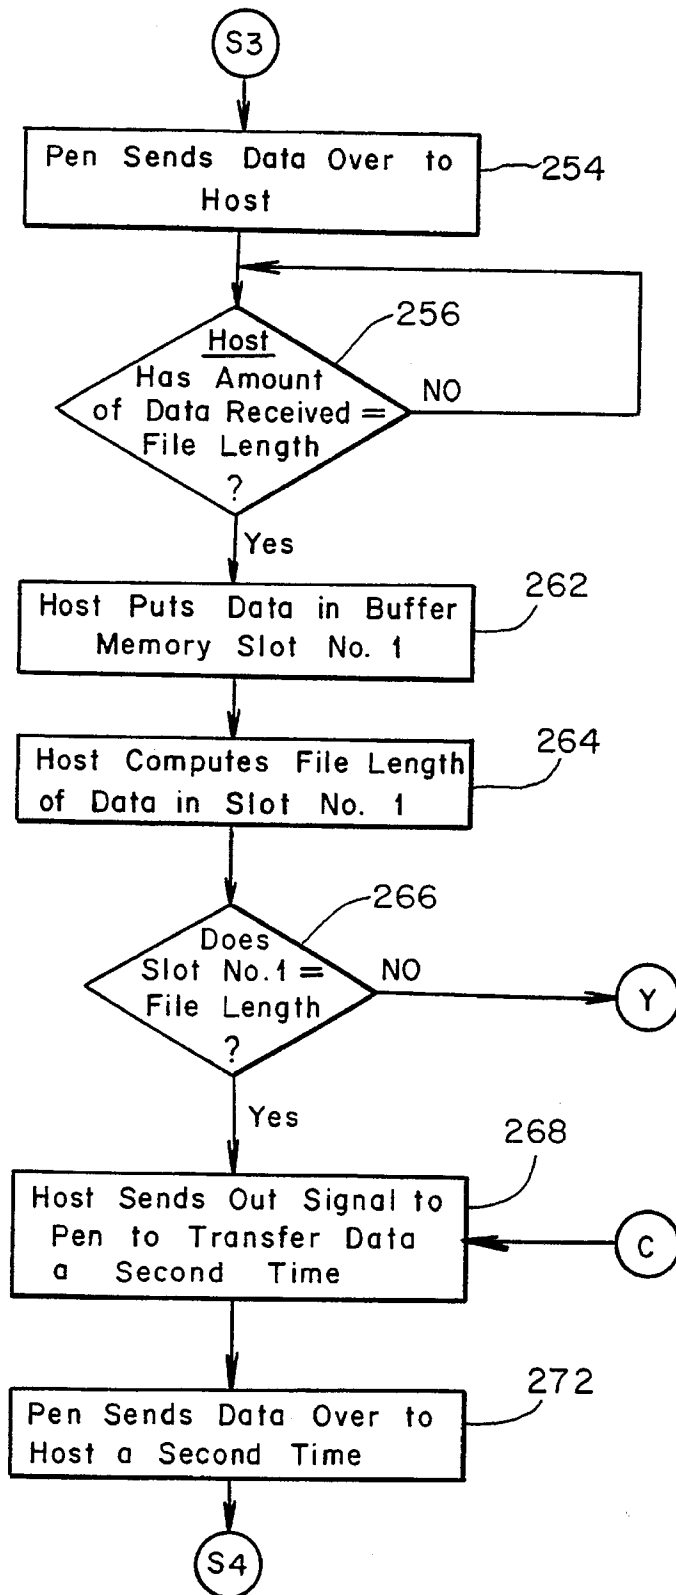 S3
Pen Sends Data Over to
Host
254
256
Host
Has Amount
of Data Received =
File Length
?
NO
Yes
262
Host Puts Data in Buffer
Memory Slot No. 1
264
Host Computes File Length
of Data in Slot No. 1
266
Does
Slot No. 1 =
File Length
?
NO
Y
Yes
268
Host Sends Out Signal to
Pen to Transfer Data
a Second Time
C
272
Pen Sends Data Over to
Host a Second Time
S4